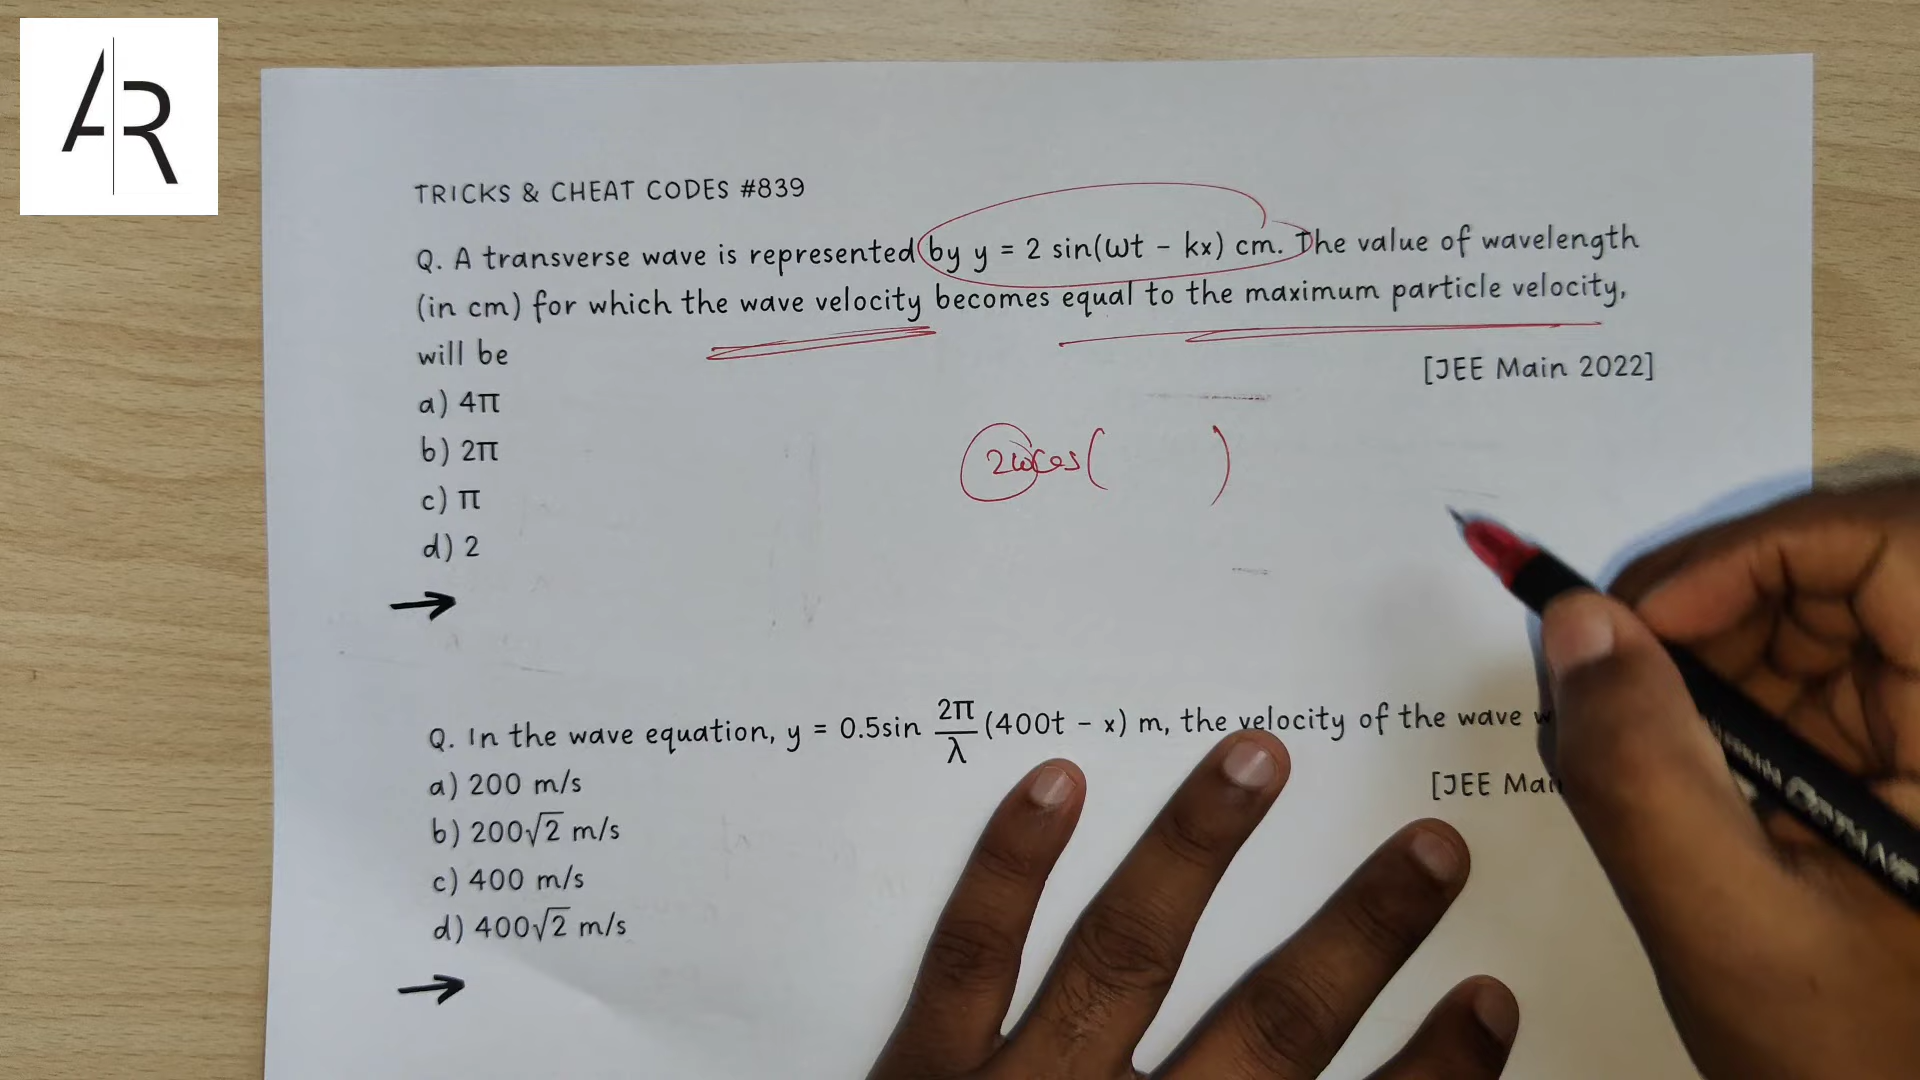 AR
TRICKS & CHEAT CODES #839
Q. A transverse wave is represented by y = 2 sin(ωt - kx) cm. The value of wavelength
(in cm) for which the wave velocity becomes equal to the maximum particle velocity,
will be
[JEE Main 2022]
a) 4π
b) 2π
c) π
d) 2
2ωcos( )
→
Q. In the wave equation, y = 0.5sin 2π/λ (400t - x) m, the velocity of the wave
[JEE Main
a) 200 m/s
b) 200√2 m/s
c) 400 m/s
d) 400√2 m/s
→